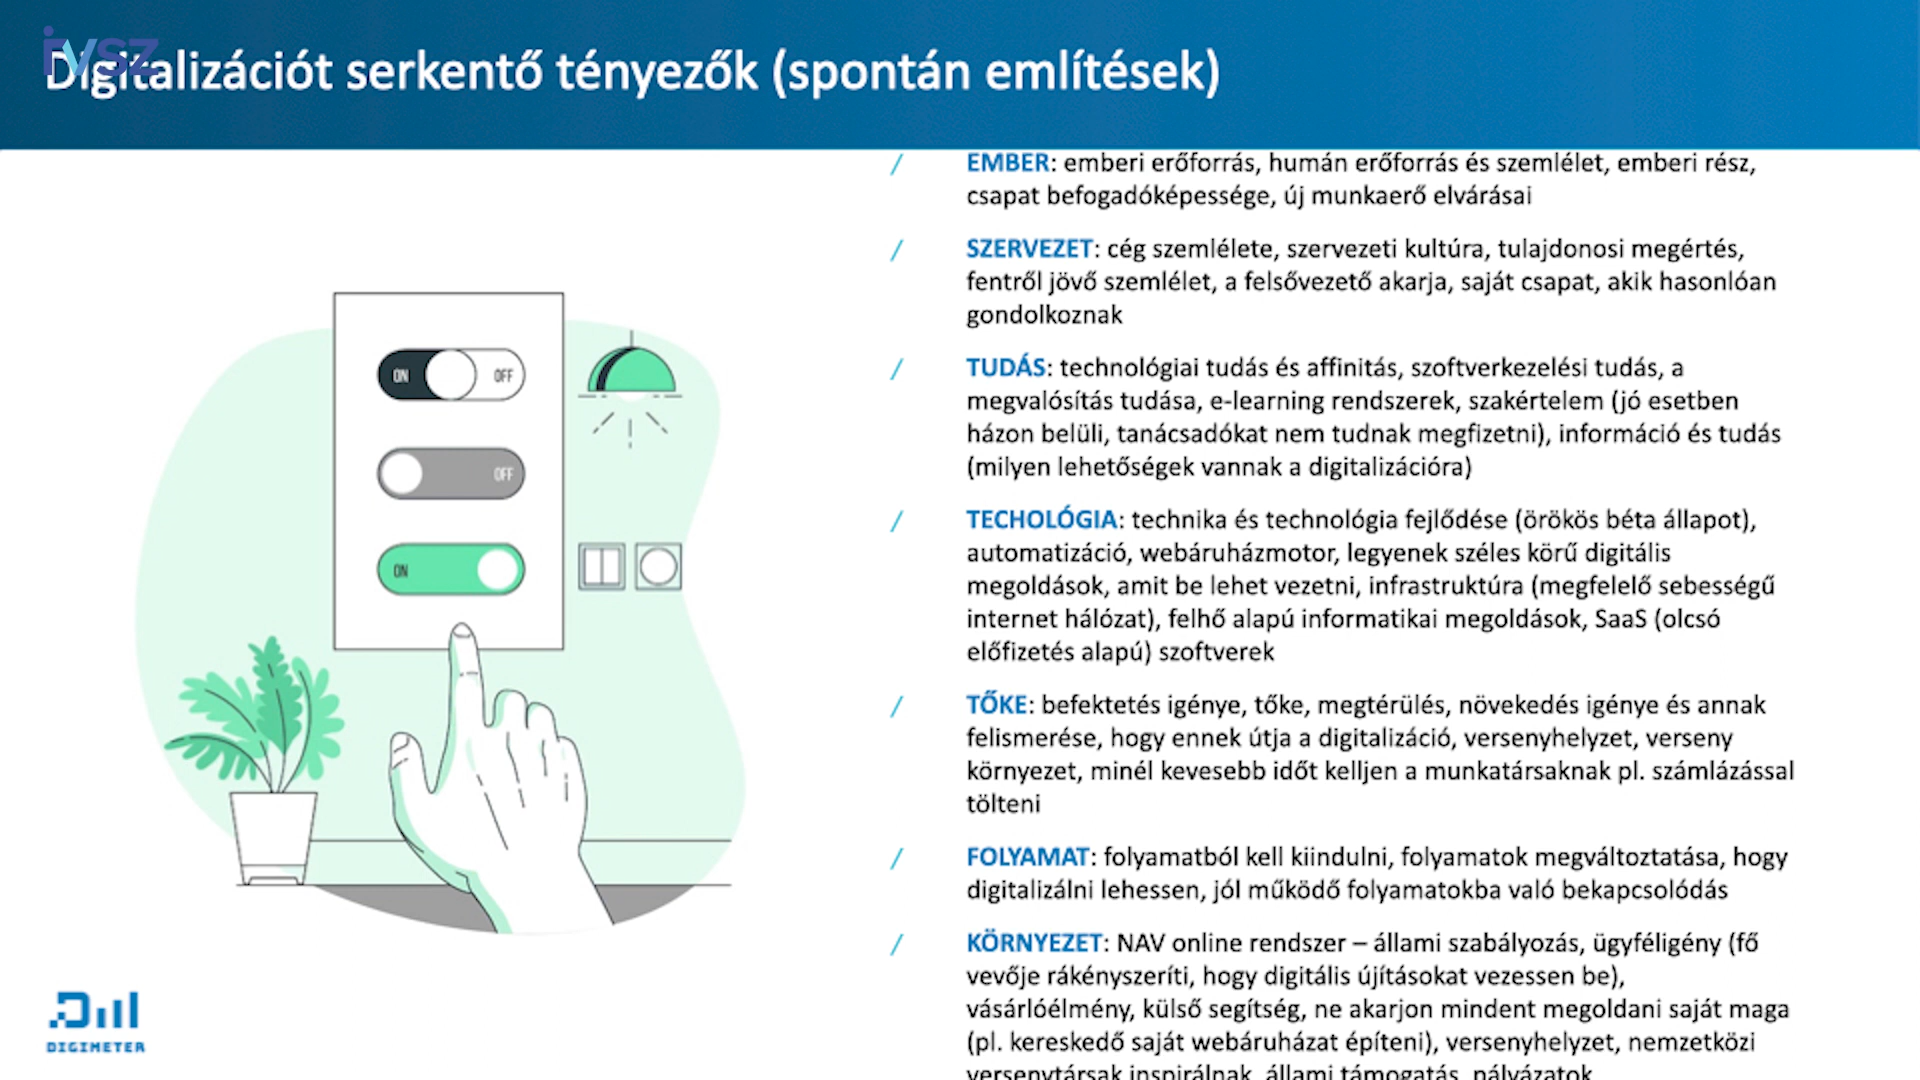 ivsz
Digitalizációt serkentő tényezők (spontán említések)
/ EMBER: emberi erőforrás, humán erőforrás és szemlélet, emberi rész,
csapat befogadóképessége, új munkaerő elvárásai
/ SZERVEZET: cég szemlélete, szervezeti kultúra, tulajdonosi megértés,
fentről jövő szemlélet, a felsővezető akarja, saját csapat, akik hasonlóan
gondolkoznak
/ TUDÁS: technológiai tudás és affinitás, szoftverkezelési tudás, a
megvalósítás tudása, e-learning rendszerek, szakértelem (jó esetben
házon belüli, tanácsadókat nem tudnak megfizetni), információ és tudás
(milyen lehetőségek vannak a digitalizációra)
/ TECHOLÓGIA: technika és technológia fejlődése (örökös béta állapot),
automatizáció, webáruházmotor, legyenek széles körű digitális
megoldások, amit be lehet vezetni, infrastruktúra (megfelelő sebességű
internet hálózat), felhő alapú informatikai megoldások, SaaS (olcsó
előfizetés alapú) szoftverek
/ TŐKE: befektetés igénye, tőke, megtérülés, növekedés igénye és annak
felismerése, hogy ennek útja a digitalizáció, versenyhelyzet, verseny
környezet, minél kevesebb időt kelljen a munkatársaknak pl. számlázással
tölteni
/ FOLYAMAT: folyamatból kell kiindulni, folyamatok megváltoztatása, hogy
digitalizálni lehessen, jól működő folyamatokba való bekapcsolódás
/ KÖRNYEZET: NAV online rendszer – állami szabályozás, ügyféligény (fő
vevője rákényszeríti, hogy digitális újításokat vezessen be),
vásárlóélmény, külső segítség, ne akarjon mindent megoldani saját maga
(pl. kereskedő saját webáruházat építeni), versenyhelyzet, nemzetközi
versenytársak inspirálnak, állami támogatás, pályázatok
ON OFF
OFF
ON
DIGIMETER